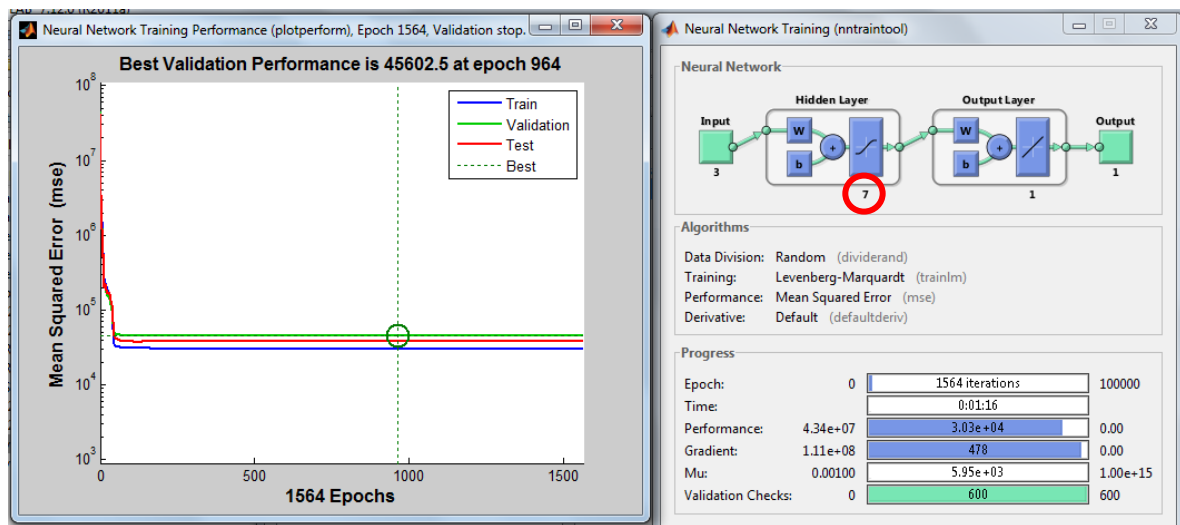 Neural Network Training Performance (plotperform), Epoch 1564, Validation stop.
Best Validation Performance is 45602.5 at epoch 964
Mean Squared Error (mse)
10^8
10^7
10^6
10^5
10^4
10^3
Train
Validation
Test
Best
0 500 1000 1500
1564 Epochs
Neural Network Training (nntraintool)
Neural Network
Hidden Layer Output Layer
Input Output
W W
+ +
b b
3 7 1 1
Algorithms
Data Division: Random (dividerand)
Training: Levenberg-Marquardt (trainlm)
Performance: Mean Squared Error (mse)
Derivative: Default (defaultderiv)
Progress
Epoch: 0 1564 iterations 100000
Time: 0:01:16
Performance: 4.34e+07 3.03e+04 0.00
Gradient: 1.11e+08 478 0.00
Mu: 0.00100 5.95e+03 1.00e+15
Validation Checks: 0 600 600